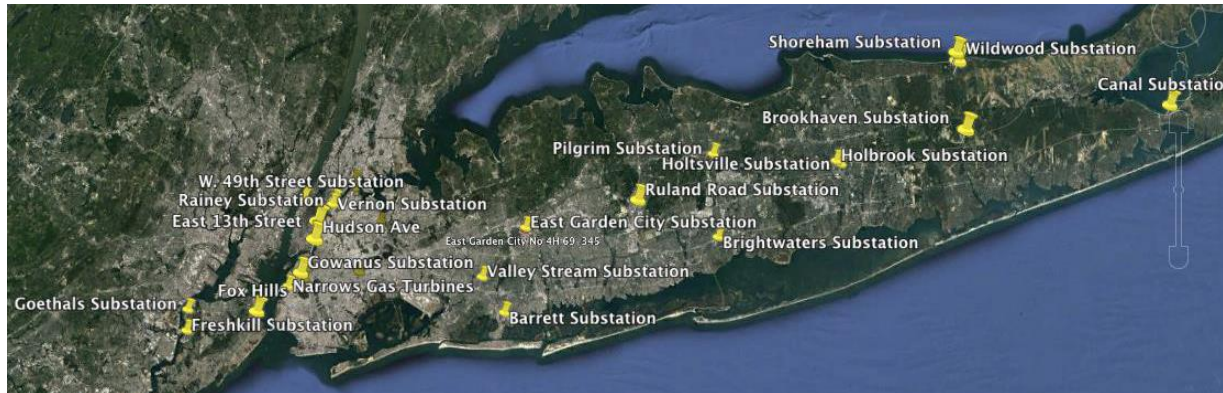 Shoreham Substation
Wildwood Substation
Canal Substatio
Brookhaven Substation
Pilgrim Substation
Holtsville Substation
Holbrook Substation
W. 49th Street Substation
Rainey Substation
Vernon Substation
Ruland Road Substation
East 13th Street
Hudson Ave
East Garden City Substation
East Garden City No 4H 69..345
Brightwaters Substation
Gowanus Substation
Valley Stream Substation
Fox Hills
Narrows Gas Turbines
Goethals Substation
Barrett Substation
Freshkill Substation